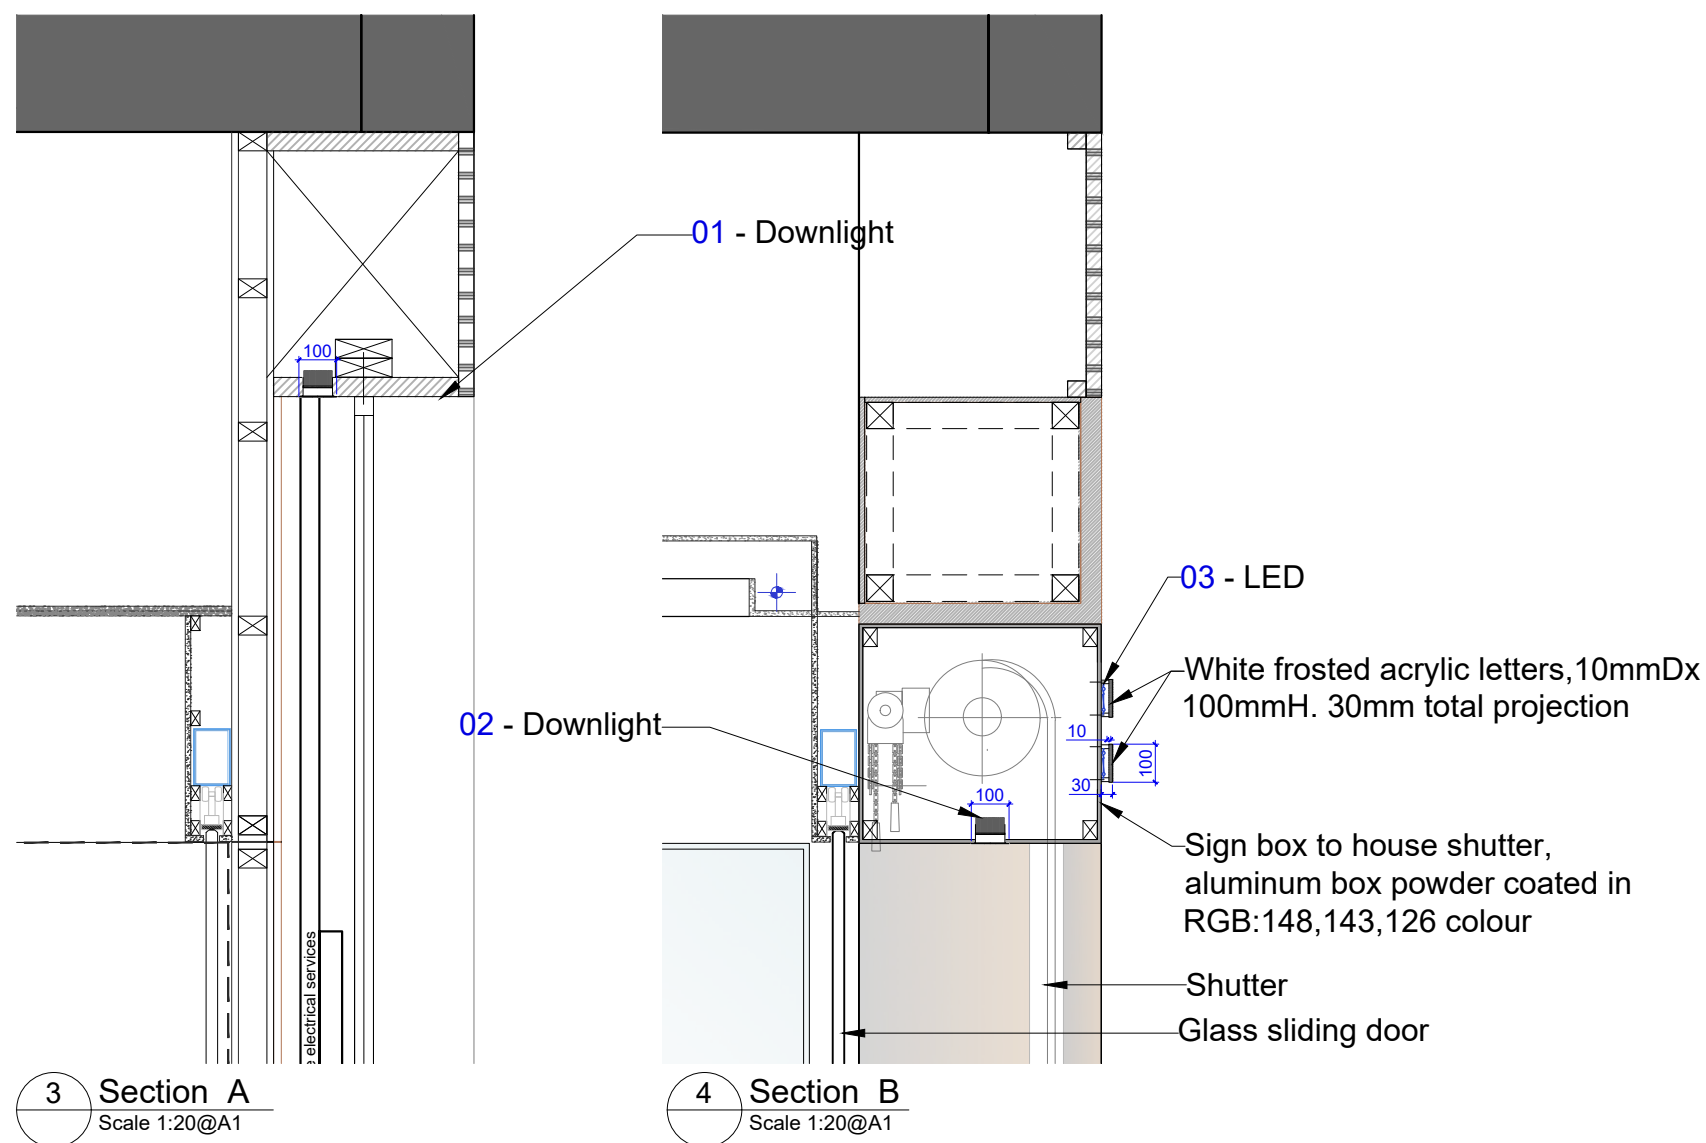 01 - Downlight
100
03 - LED
White frosted acrylic letters,10mmDx
100mmH. 30mm total projection
02 - Downlight
10
100
30
100
Sign box to house shutter,
aluminum box powder coated in
RGB:148,143,126 colour
Shutter
Glass sliding door
electrical services
3 Section A
Scale 1:20@A1
4 Section B
Scale 1:20@A1